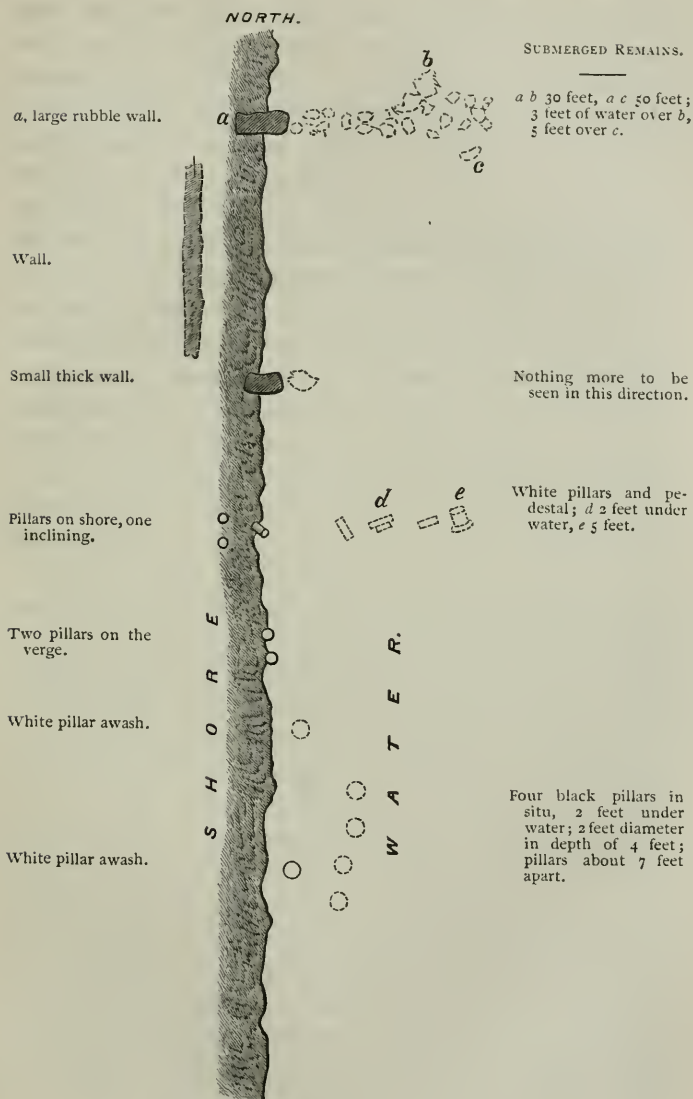 NORTH.
SUBMERGED REMAINS.
a, large rubble wall.
a
b
c
a b 30 feet, a c 50 feet;
3 feet of water over b,
5 feet over c.
Wall.
Small thick wall.
Nothing more to be
seen in this direction.
Pillars on shore, one
inclining.
d
e
White pillars and pe-
destal; d 2 feet under
water, e 5 feet.
Two pillars on the
verge.
SHORE
WATER.
White pillar awash.
White pillar awash.
Four black pillars in
situ, 2 feet under
water; 2 feet diameter
in depth of 4 feet;
pillars about 7 feet
apart.